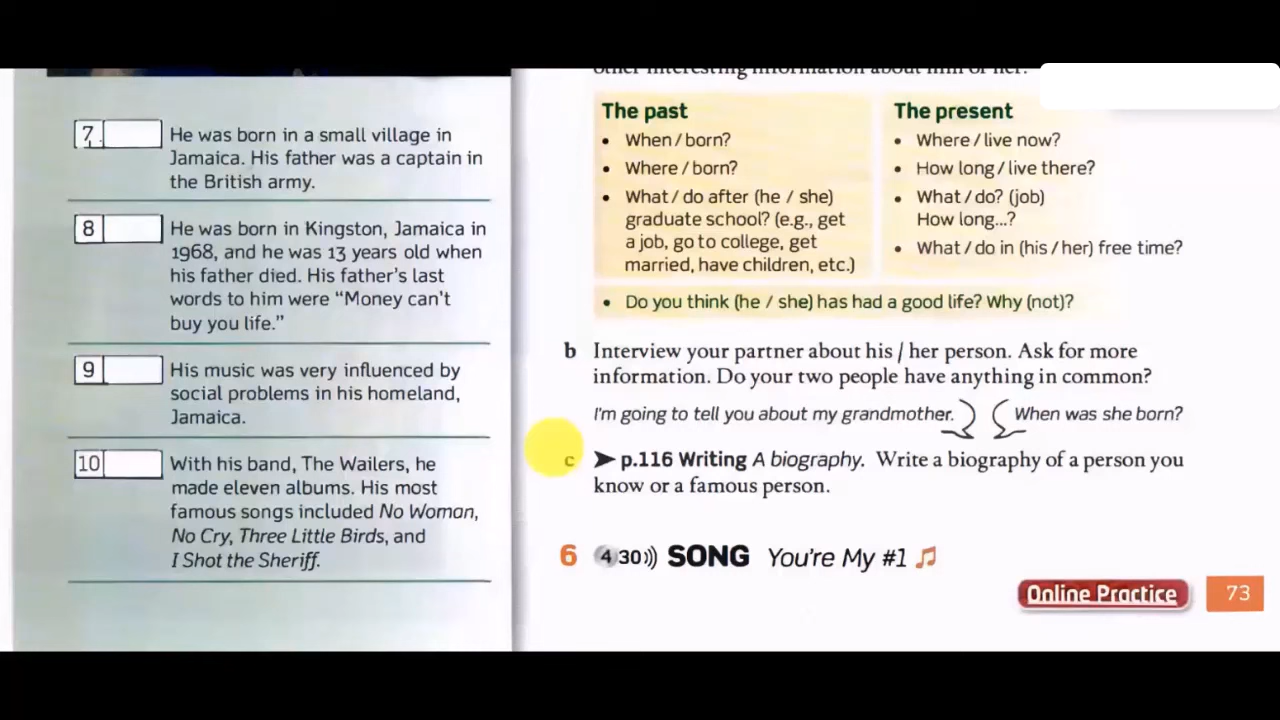 7
He was born in a small village in
Jamaica. His father was a captain in
the British army.
8
He was born in Kingston, Jamaica in
1968, and he was 13 years old when
his father died. His father's last
words to him were "Money can't
buy you life."
9
His music was very influenced by
social problems in his homeland,
Jamaica.
10
With his band, The Wailers, he
made eleven albums. His most
famous songs included No Woman,
No Cry, Three Little Birds, and
I Shot the Sheriff.
other interesting information about him or her.
The past
• When / born?
• Where / born?
• What / do after (he / she)
graduate school? (e.g., get
a job, go to college, get
married, have children, etc.)
The present
• Where / live now?
• How long / live there?
• What / do? (job)
How long...?
• What / do in (his / her) free time?
• Do you think (he / she) has had a good life? Why (not)?
b Interview your partner about his / her person. Ask for more
information. Do your two people have anything in common?
I'm going to tell you about my grandmother. When was she born?
c ➤ p.116 Writing A biography. Write a biography of a person you
know or a famous person.
6 4 30))) SONG You're My #1 ♫
Online Practice 73